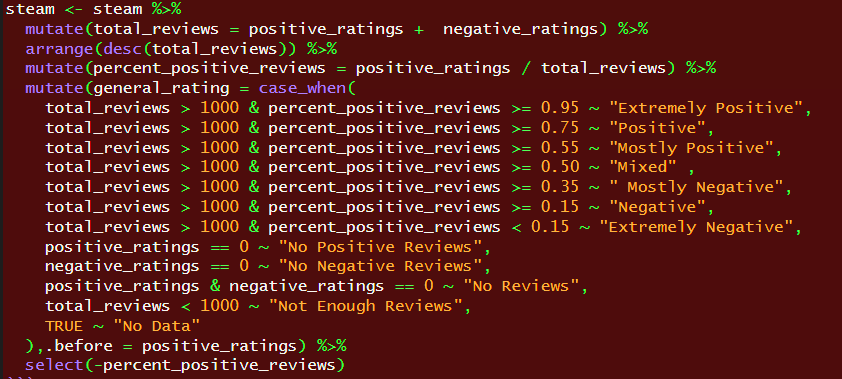 steam <- steam %>%
  mutate(total_reviews = positive_ratings +  negative_ratings) %>%
  arrange(desc(total_reviews)) %>%
  mutate(percent_positive_reviews = positive_ratings / total_reviews) %>%
  mutate(general_rating = case_when(
    total_reviews > 1000 & percent_positive_reviews >= 0.95 ~ "Extremely Positive",
    total_reviews > 1000 & percent_positive_reviews >= 0.75 ~ "Positive",
    total_reviews > 1000 & percent_positive_reviews >= 0.55 ~ "Mostly Positive",
    total_reviews > 1000 & percent_positive_reviews >= 0.50 ~ "Mixed" ,
    total_reviews > 1000 & percent_positive_reviews >= 0.35 ~ " Mostly Negative",
    total_reviews > 1000 & percent_positive_reviews >= 0.15 ~ "Negative",
    total_reviews > 1000 & percent_positive_reviews < 0.15 ~ "Extremely Negative",
    positive_ratings == 0 ~ "No Positive Reviews",
    negative_ratings == 0 ~ "No Negative Reviews",
    positive_ratings & negative_ratings == 0 ~ "No Reviews",
    total_reviews < 1000 ~ "Not Enough Reviews",
    TRUE ~ "No Data"
  ),.before = positive_ratings) %>%
  select(-percent_positive_reviews)